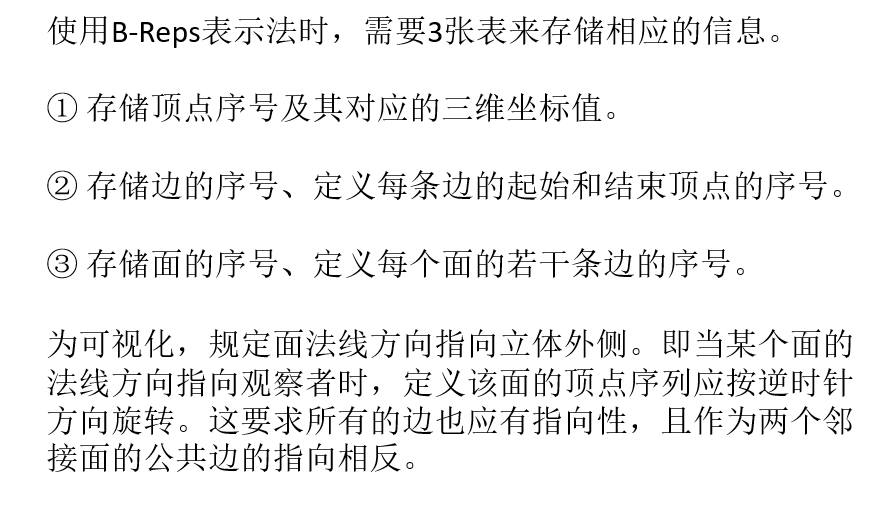 使用B-Reps表示法时，需要3张表来存储相应的信息。
① 存储顶点序号及其对应的三维坐标值。
② 存储边的序号、定义每条边的起始和结束顶点的序号。
③ 存储面的序号、定义每个面的若干条边的序号。
为可视化，规定面法线方向指向立体外侧。即当某个面的
法线方向指向观察者时，定义该面的顶点序列应按逆时针
方向旋转。这要求所有的边也应有指向性，且作为两个邻
接面的公共边的指向相反。